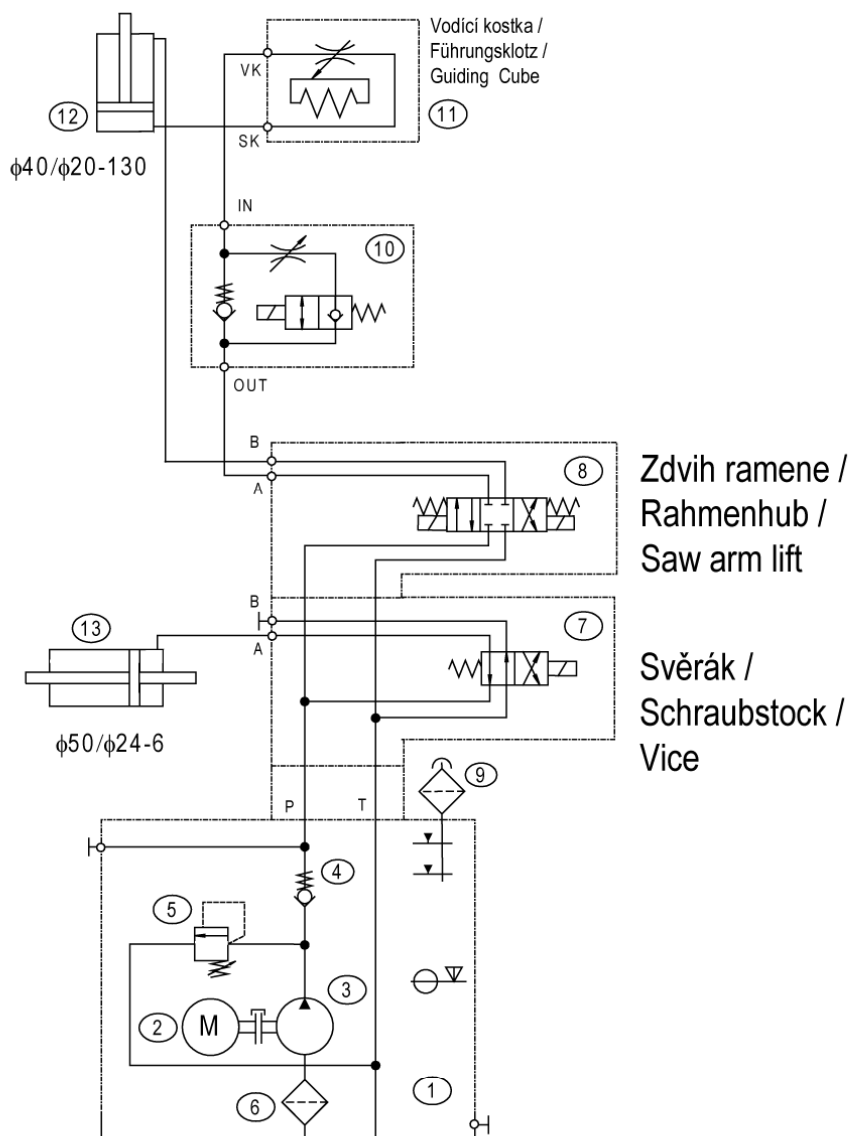 Vodící kostka /
Führungsklotz /
Guiding Cube
VK
12
11
SK
ϕ40/ϕ20-130
IN
10
OUT
B
8
A
Zdvih ramene /
Rahmenhub /
Saw arm lift
B
13
7
A
Svěrák /
Schraubstock /
Vice
ϕ50/ϕ24-6
9
P
T
4
5
3
2
M
1
6